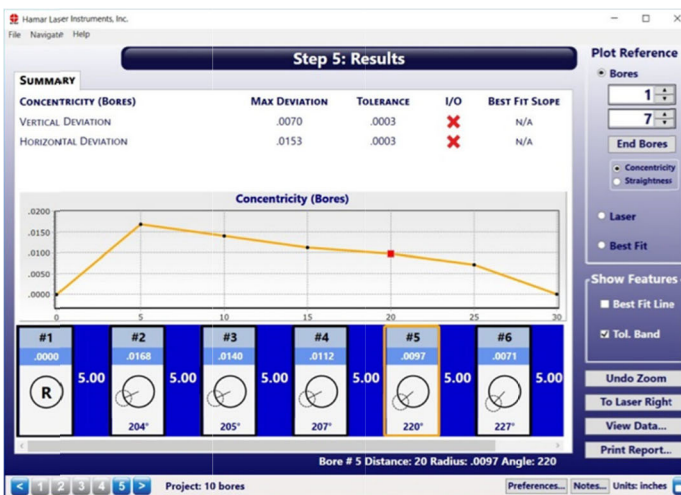 Hamar Laser Instruments, Inc.
File Navigate Help
Step 5: Results
SUMMARY
CONCENTRICITY (BORES) MAX DEVIATION TOLERANCE I/O BEST FIT SLOPE
VERTICAL DEVIATION .0070 .0003 N/A
HORIZONTAL DEVIATION .0153 .0003 N/A
Concentricity (Bores)
.0200
.0150
.0100
.0050
.0000
0 5 10 15 20 25 30
#1 #2 #3 #4 #5 #6
.0000 .0168 .0140 .0112 .0097 .0071
R 5.00 5.00 5.00 5.00 5.00 5.00
204° 205° 207° 220° 227°
Bore # 5 Distance: 20 Radius: .0097 Angle: 220
Plot Reference
Bores
1
7
End Bores
Concentricity
Straightness
Laser
Best Fit
Show Features
Best Fit Line
Tol. Band
Undo Zoom
To Laser Right
View Data...
Print Report...
< 1 2 3 4 5 > Project: 10 bores Preferences... Notes... Units: inches